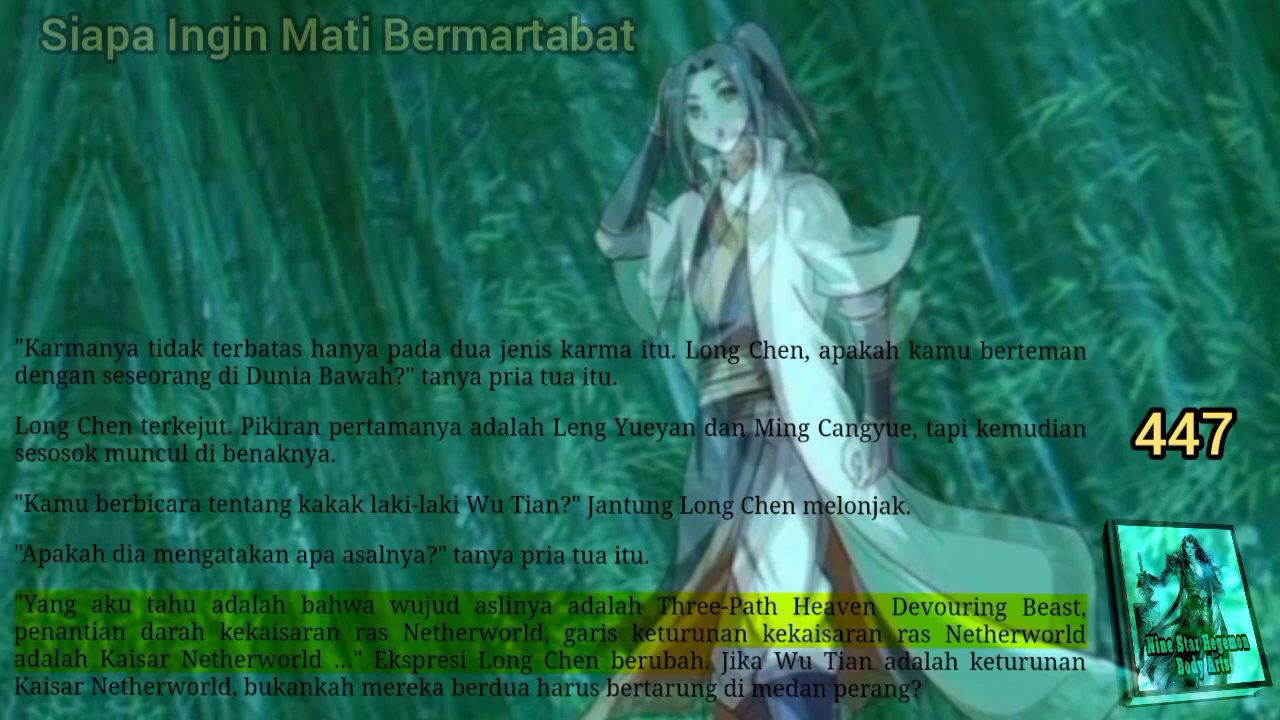 Siapa Ingin Mati Bermartabat
"Karmanya tidak terbatas hanya pada dua jenis karma itu. Long Chen, apakah kamu berteman
dengan seseorang di Dunia Bawah?" tanya pria tua itu.
Long Chen terkejut. Pikiran pertamanya adalah Leng Yueyan dan Ming Cangyue, tapi kemudian
sesosok muncul di benaknya.
"Kamu berbicara tentang kakak laki-laki Wu Tian?" Jantung Long Chen melonjak.
"Apakah dia mengatakan apa asalnya?" tanya pria tua itu.
"Yang aku tahu adalah bahwa wujud aslinya adalah Three-Path Heaven Devouring Beast,
penantian darah kekaisaran ras Netherworld, garis keturunan kekaisaran ras Netherworld
adalah Kaisar Netherworld ..." Ekspresi Long Chen berubah. Jika Wu Tian adalah keturunan
Kaisar Netherworld, bukankah mereka berdua harus bertarung di medan perang?
447
Nine Star Hegemon
Body Arts